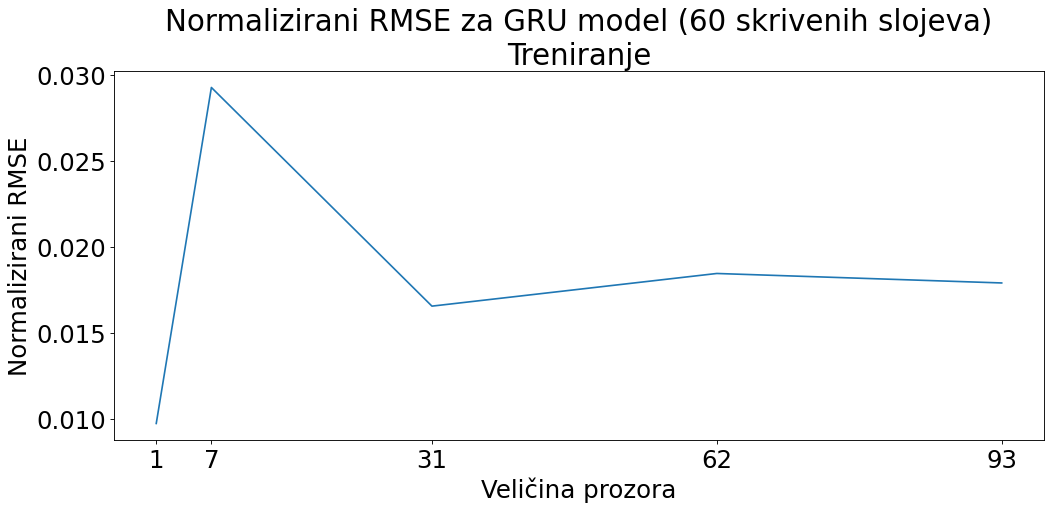 Normalizirani RMSE za GRU model (60 skrivenih slojeva)
Treniranje
0.030
0.025
0.020
0.015
0.010
Normalizirani RMSE
1 7 31 62 93
Veličina prozora